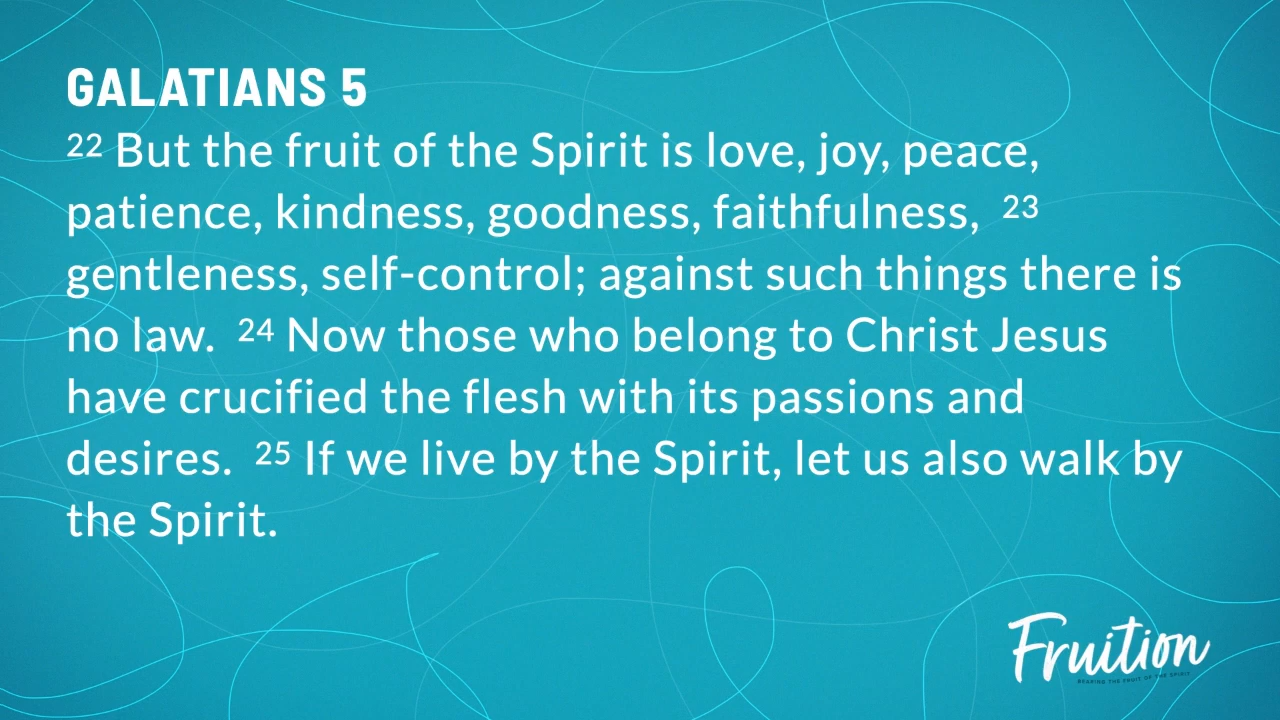 GALATIANS 5
22 But the fruit of the Spirit is love, joy, peace,
patience, kindness, goodness, faithfulness, 23
gentleness, self-control; against such things there is
no law. 24 Now those who belong to Christ Jesus
have crucified the flesh with its passions and
desires. 25 If we live by the Spirit, let us also walk by
the Spirit.
Fruition
BEARING THE FRUIT OF THE SPIRIT